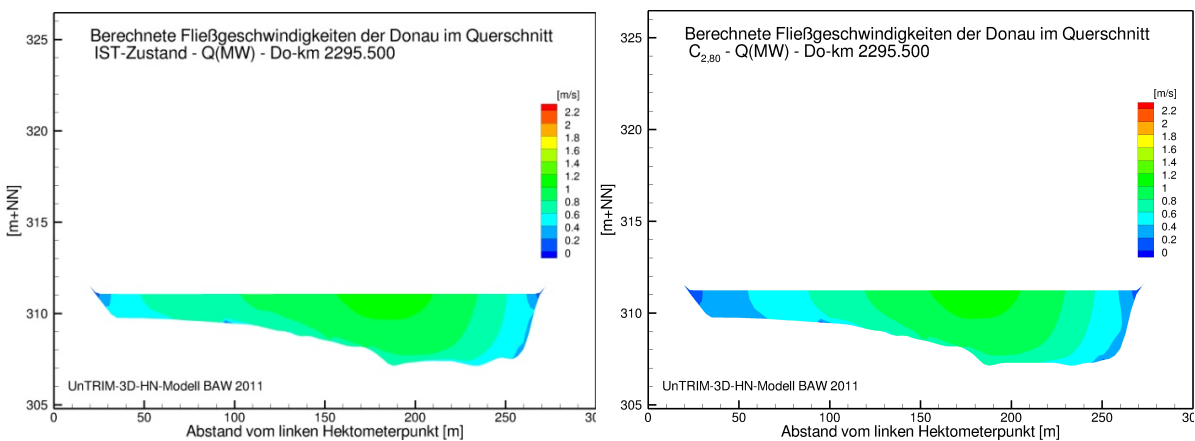 Berechnete Fließgeschwindigkeiten der Donau im Querschnitt
IST-Zustand - Q(MW) - Do-km 2295.500
[m/s]
2.2
2
1.8
1.6
1.4
1.2
1
0.8
0.6
0.4
0.2
0
325
320
315
310
305
[m+NN]
UnTRIM-3D-HN-Modell BAW 2011
0 50 100 150 200 250 30
Abstand vom linken Hektometerpunkt [m]
Berechnete Fließgeschwindigkeiten der Donau im Querschnitt
C2,80 - Q(MW) - Do-km 2295.500
[m/s]
2.2
2
1.8
1.6
1.4
1.2
1
0.8
0.6
0.4
0.2
0
325
320
315
310
305
[m+NN]
UnTRIM-3D-HN-Modell BAW 2011
0 50 100 150 200 250 30
Abstand vom linken Hektometerpunkt [m]